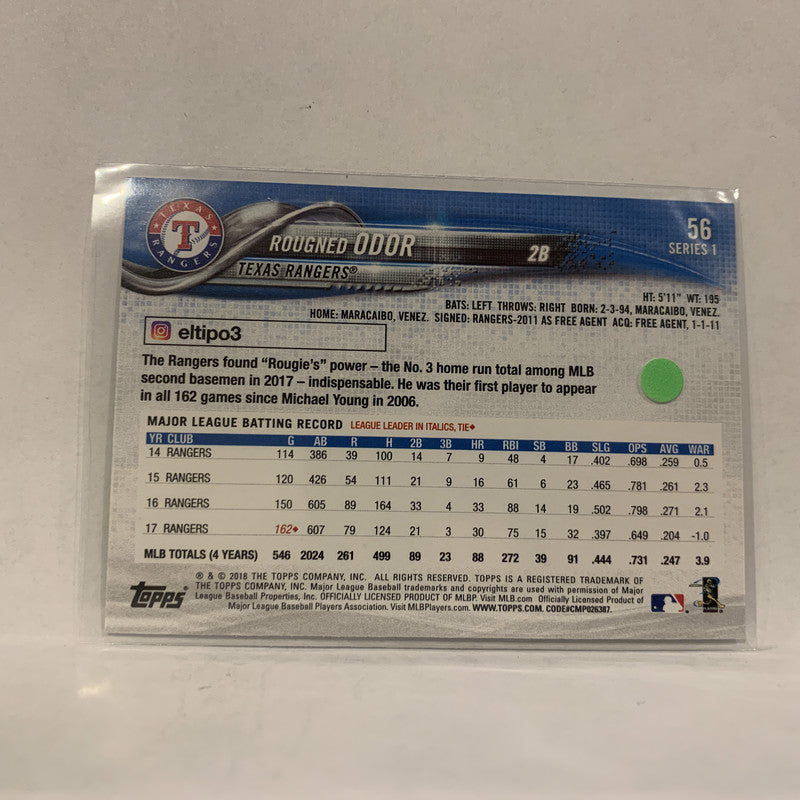 TEXAS
T
RANGERS
ROUGNED ODOR 2B
TEXAS RANGERS®
56
SERIES 1
HT: 5'11" WT: 195
BATS: LEFT THROWS: RIGHT BORN: 2-3-94, MARACAIBO, VENEZ.
HOME: MARACAIBO, VENEZ. SIGNED: RANGERS-2011 AS FREE AGENT ACQ: FREE AGENT, 1-1-11
eltipo3
The Rangers found "Rougie's" power – the No. 3 home run total among MLB
second basemen in 2017 – indispensable. He was their first player to appear
in all 162 games since Michael Young in 2006.
MAJOR LEAGUE BATTING RECORD LEAGUE LEADER IN ITALICS, TIE♦
YR CLUB G AB R H 2B 3B HR RBI SB BB SLG OPS AVG WAR
14 RANGERS 114 386 39 100 14 7 9 48 4 17 .402 .698 .259 0.5
15 RANGERS 120 426 54 111 21 9 16 61 6 23 .465 .781 .261 2.3
16 RANGERS 150 605 89 164 33 4 33 88 14 19 .502 .798 .271 2.1
17 RANGERS 162♦ 607 79 124 21 3 30 75 15 32 .397 .649 .204 -1.0
MLB TOTALS (4 YEARS) 546 2024 261 499 89 23 88 272 39 91 .444 .731 .247 3.9
Topps®
® & © 2018 THE TOPPS COMPANY, INC. ALL RIGHTS RESERVED. TOPPS IS A REGISTERED TRADEMARK OF
THE TOPPS COMPANY, INC. Major League Baseball trademarks and copyrights are used with permission of Major
League Baseball Properties, Inc. OFFICIALLY LICENSED PRODUCT OF MLBP. Visit MLB.com Officially Licensed Product of
Major League Baseball Players Association. Visit MLBPlayers.com. WWW.TOPPS.COM. CODE#CMP026387.